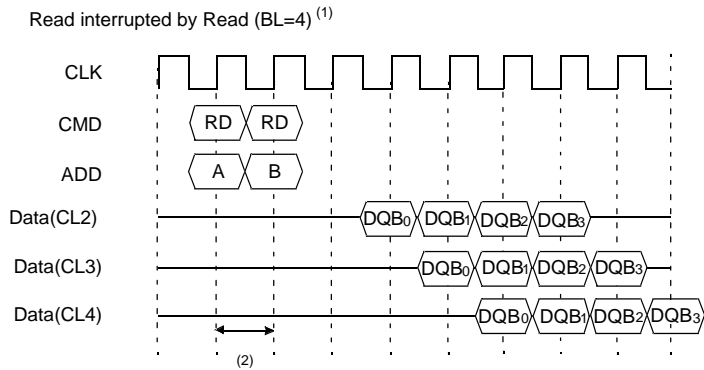 Read interrupted by Read (BL=4) (1)
CLK
CMD RD RD
ADD A B
Data(CL2) DQB0 DQB1 DQB2 DQB3
Data(CL3) DQB0 DQB1 DQB2 DQB3
Data(CL4) DQB0 DQB1 DQB2 DQB3
(2)